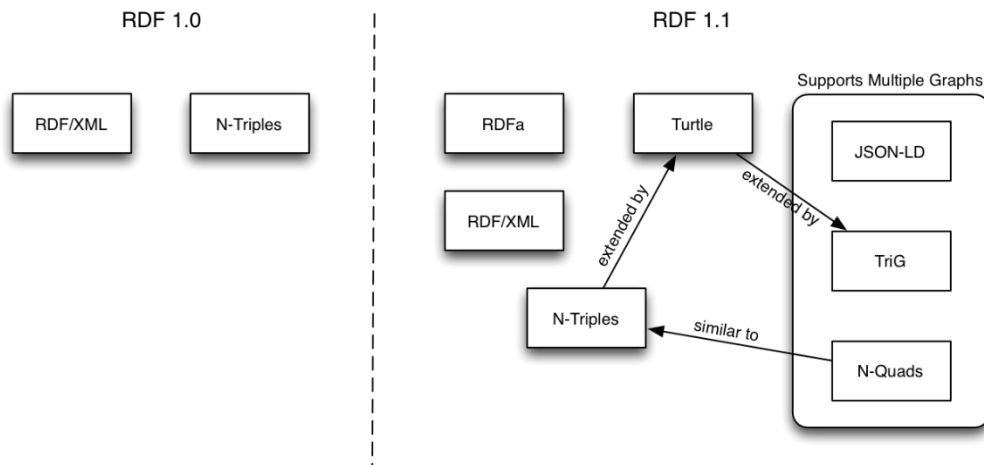 RDF 1.0
RDF 1.1
Supports Multiple Graphs
RDF/XML
N-Triples
RDFa
Turtle
JSON-LD
extended by
extended by
RDF/XML
TriG
N-Triples
similar to
N-Quads